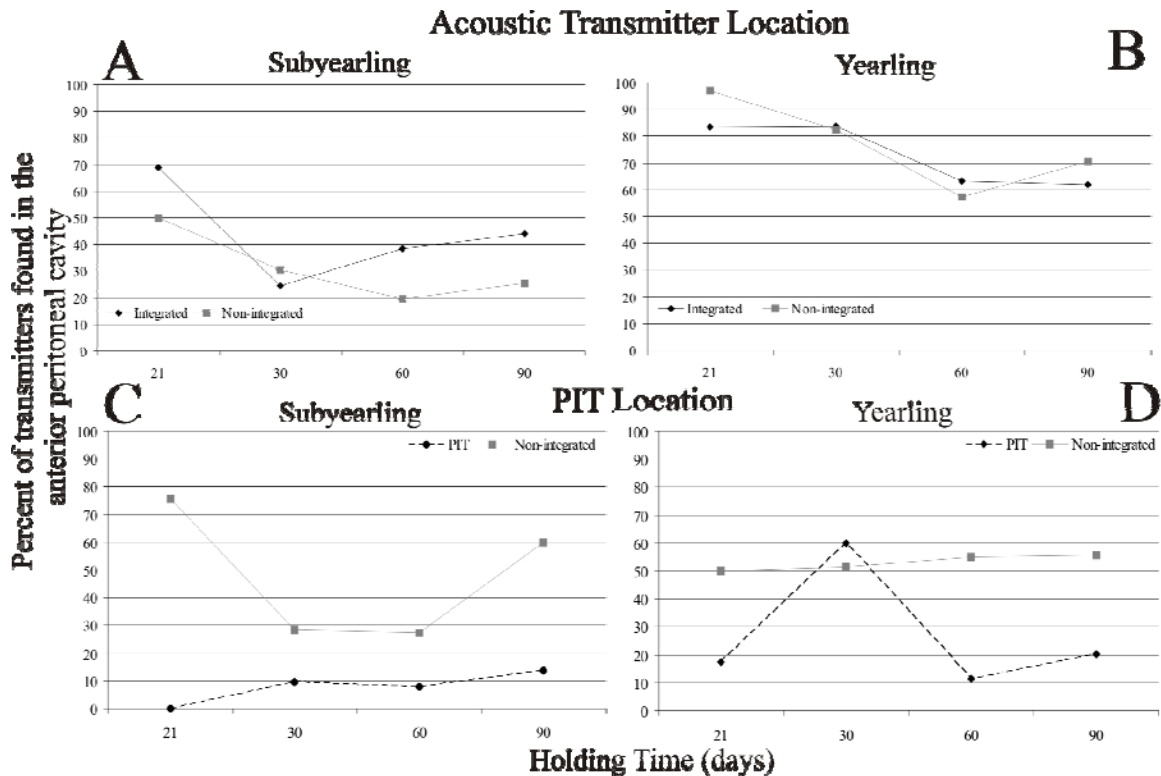 Acoustic Transmitter Location
A
Subyearling
Yearling
B
100
90
80
70
60
50
40
30
20
10
0
Integrated Non-integrated
21 30 60 90
100
90
80
70
60
50
40
30
20
10
0
Integrated Non-integrated
21 30 60 90
Percent of transmitters found in the
anterior peritoneal cavity
C
Subyearling
PIT Location
Yearling
D
100
90
80
70
60
50
40
30
20
10
0
PIT Non-integrated
21 30 60 90
100
90
80
70
60
50
40
30
20
10
0
PIT Non-integrated
21 30 60 90
Holding Time (days)